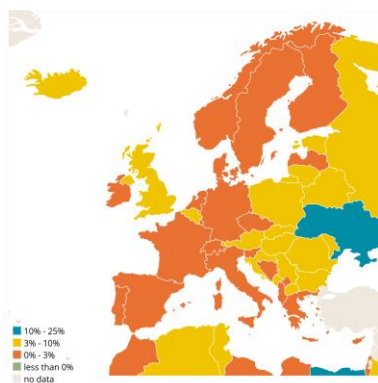 10% - 25%
3% - 10%
0% - 3%
less than 0%
no data